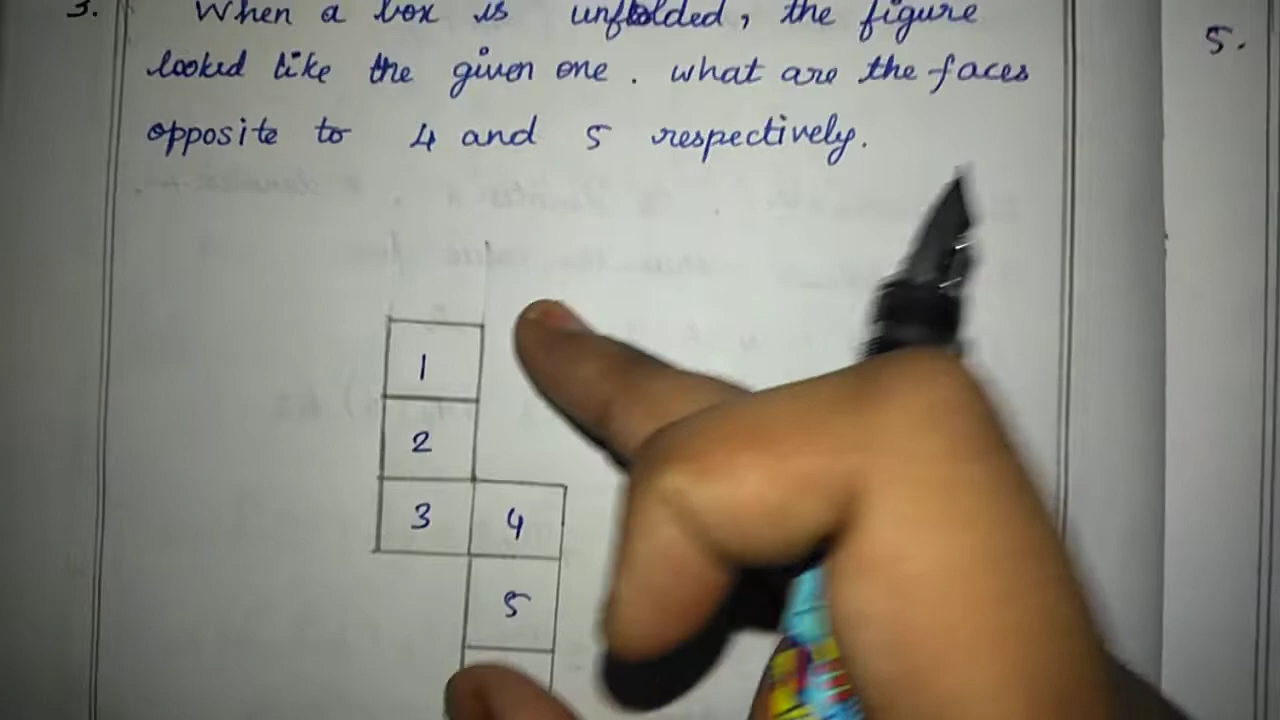 3. When a box is unfolded, the figure
looked like the given one. what are the faces
opposite to 4 and 5 respectively.
5.
1
2
3 4
5